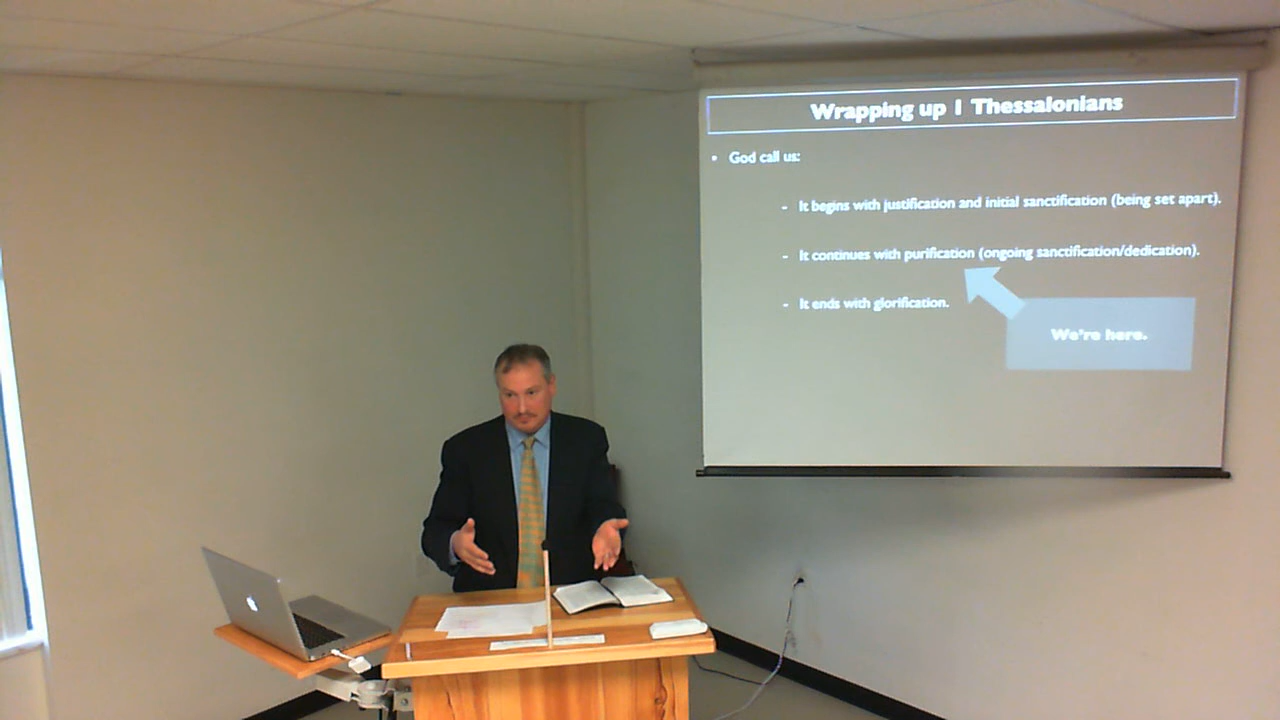 Wrapping up 1 Thessalonians
• God call us:
- It begins with justification and initial sanctification (being set apart).
- It continues with purification (ongoing sanctification/dedication).
- It ends with glorification.
We're here.